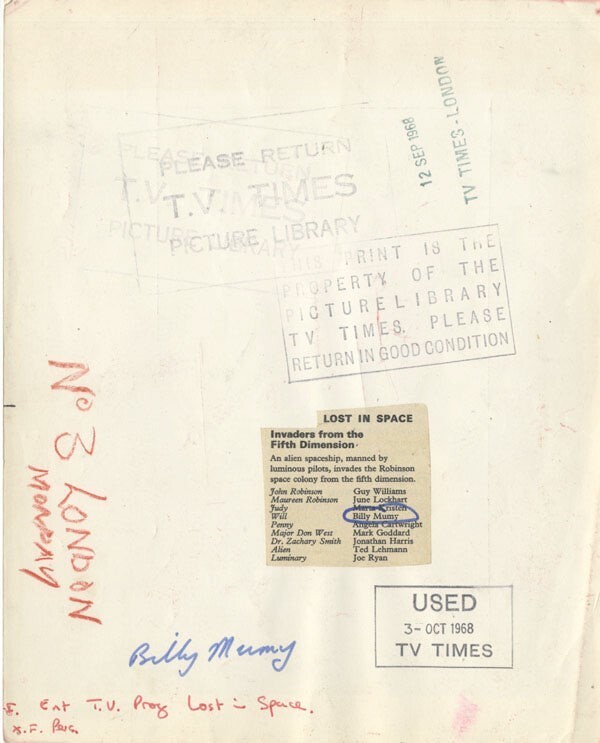 PLEASE RETURN
T.V. TIMES
PICTURE LIBRARY
12 SEP 1968
TV TIMES - LONDON
THIS PRINT IS THE
PROPERTY OF THE
PICTURE LIBRARY
TV TIMES. PLEASE
RETURN IN GOOD CONDITION
No 3 LONDON
MONDAY
LOST IN SPACE
Invaders from the
Fifth Dimension
An alien spaceship, manned by
luminous pilots, invades the Robinson
space colony from the fifth dimension.
John Robinson Guy Williams
Maureen Robinson June Lockhart
Judy Marta Kristen
Will Billy Mumy
Penny Angela Cartwright
Major Don West Mark Goddard
Dr. Zachary Smith Jonathan Harris
Alien Ted Lehmann
Luminary Joe Ryan
USED
3- OCT 1968
TV TIMES
Billy Mumy
Ent T.V. Prog Lost in Space.